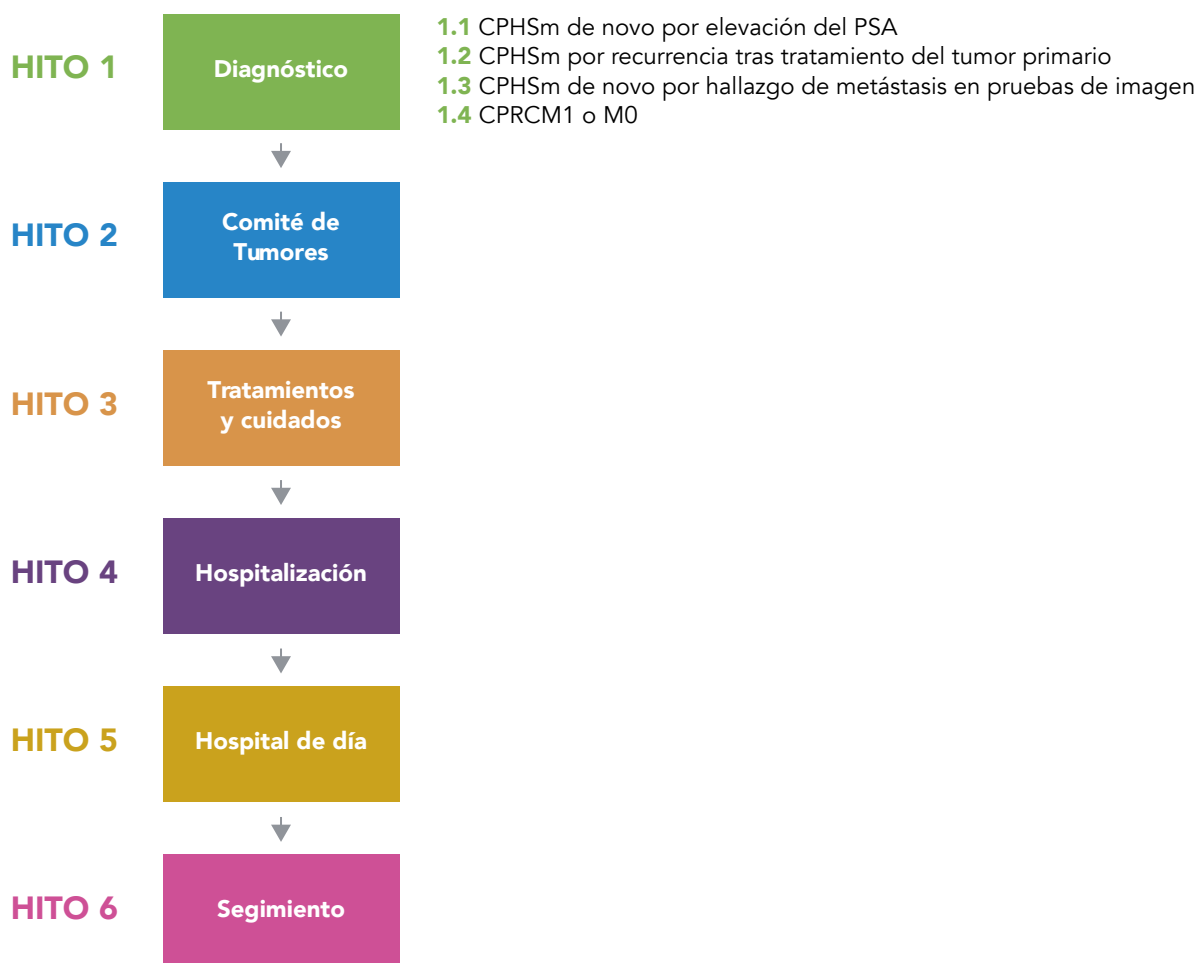 HITO 1
Diagnóstico
1.1 CPHSm de novo por elevación del PSA
1.2 CPHSm por recurrencia tras tratamiento del tumor primario
1.3 CPHSm de novo por hallazgo de metástasis en pruebas de imagen
1.4 CPRCM1 o M0
HITO 2
Comité de
Tumores
HITO 3
Tratamientos
y cuidados
HITO 4
Hospitalización
HITO 5
Hospital de día
HITO 6
Segimiento